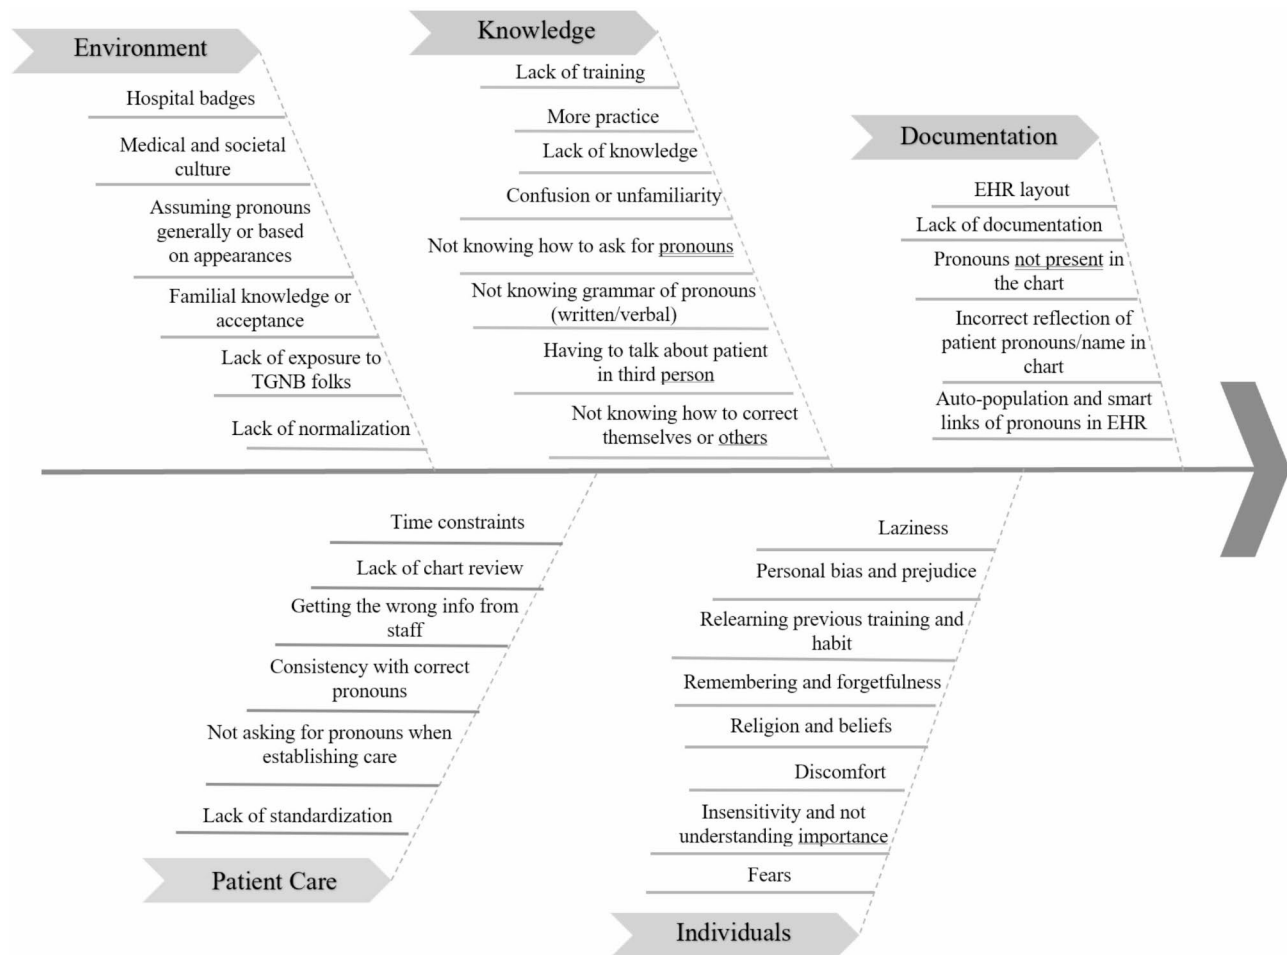 Environment
Hospital badges
Medical and societal
culture
Assuming pronouns
generally or based
on appearances
Familial knowledge or
acceptance
Lack of exposure to
TGNB folks
Lack of normalization
Knowledge
Lack of training
More practice
Lack of knowledge
Confusion or unfamiliarity
Not knowing how to ask for pronouns
Not knowing grammar of pronouns
(written/verbal)
Having to talk about patient
in third person
Not knowing how to correct
themselves or others
Documentation
EHR layout
Lack of documentation
Pronouns not present in
the chart
Incorrect reflection of
patient pronouns/name in
chart
Auto-population and smart
links of pronouns in EHR
Time constraints
Lack of chart review
Getting the wrong info from
staff
Consistency with correct
pronouns
Not asking for pronouns when
establishing care
Lack of standardization
Patient Care
Laziness
Personal bias and prejudice
Relearning previous training and
habit
Remembering and forgetfulness
Religion and beliefs
Discomfort
Insensitivity and not
understanding importance
Fears
Individuals